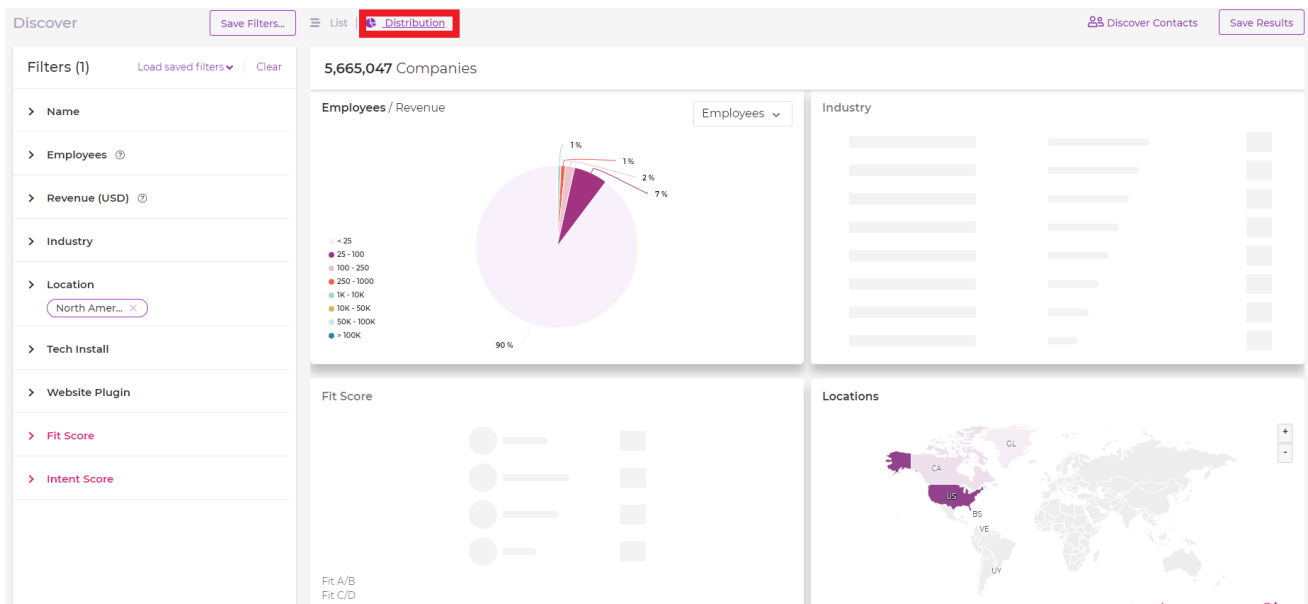 Discover
Save Filters...
List
Distribution
Discover Contacts
Save Results
Filters (1)
Load saved filters
Clear
Name
Employees
Revenue (USD)
Industry
Location
North Amer...
Tech Install
Website Plugin
Fit Score
Intent Score
5,665,047 Companies
Employees / Revenue
Employees
1 %
1 %
2 %
7 %
< 25
25 - 100
100 - 250
250 - 1000
1K - 10K
10K - 50K
50K - 100K
> 100K
90 %
Industry
Fit Score
Fit A/B
Fit C/D
Locations
+
-
GL
CA
US
BS
VE
UY